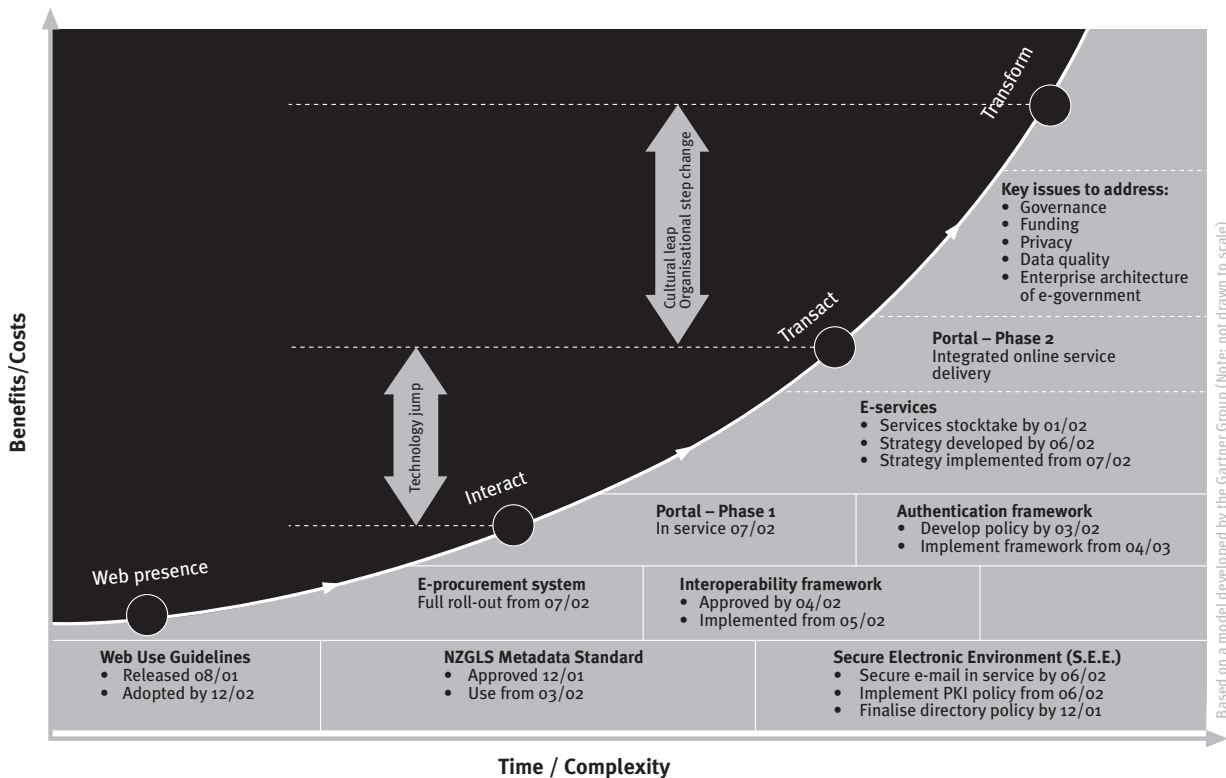 Transform
Cultural leap
Organisational step change
Key issues to address:
• Governance
• Funding
• Privacy
• Data quality
• Enterprise architecture
of e-government
Transact
Portal – Phase 2
Integrated online service
delivery
Technology jump
E-services
• Services stocktake by 01/02
• Strategy developed by 06/02
• Strategy implemented from 07/02
Interact
Portal – Phase 1
In service 07/02
Authentication framework
• Develop policy by 03/02
• Implement framework from 04/03
Web presence
E-procurement system
Full roll-out from 07/02
Interoperability framework
• Approved by 04/02
• Implemented from 05/02
Web Use Guidelines
• Released 08/01
• Adopted by 12/02
NZGLS Metadata Standard
• Approved 12/01
• Use from 03/02
Secure Electronic Environment (S.E.E.)
• Secure e-mail in service by 06/02
• Implement PKI policy from 06/02
• Finalise directory policy by 12/01
Benefits/Costs
Time / Complexity
Based on a model developed by the Gartner Group (Note: not drawn to scale)